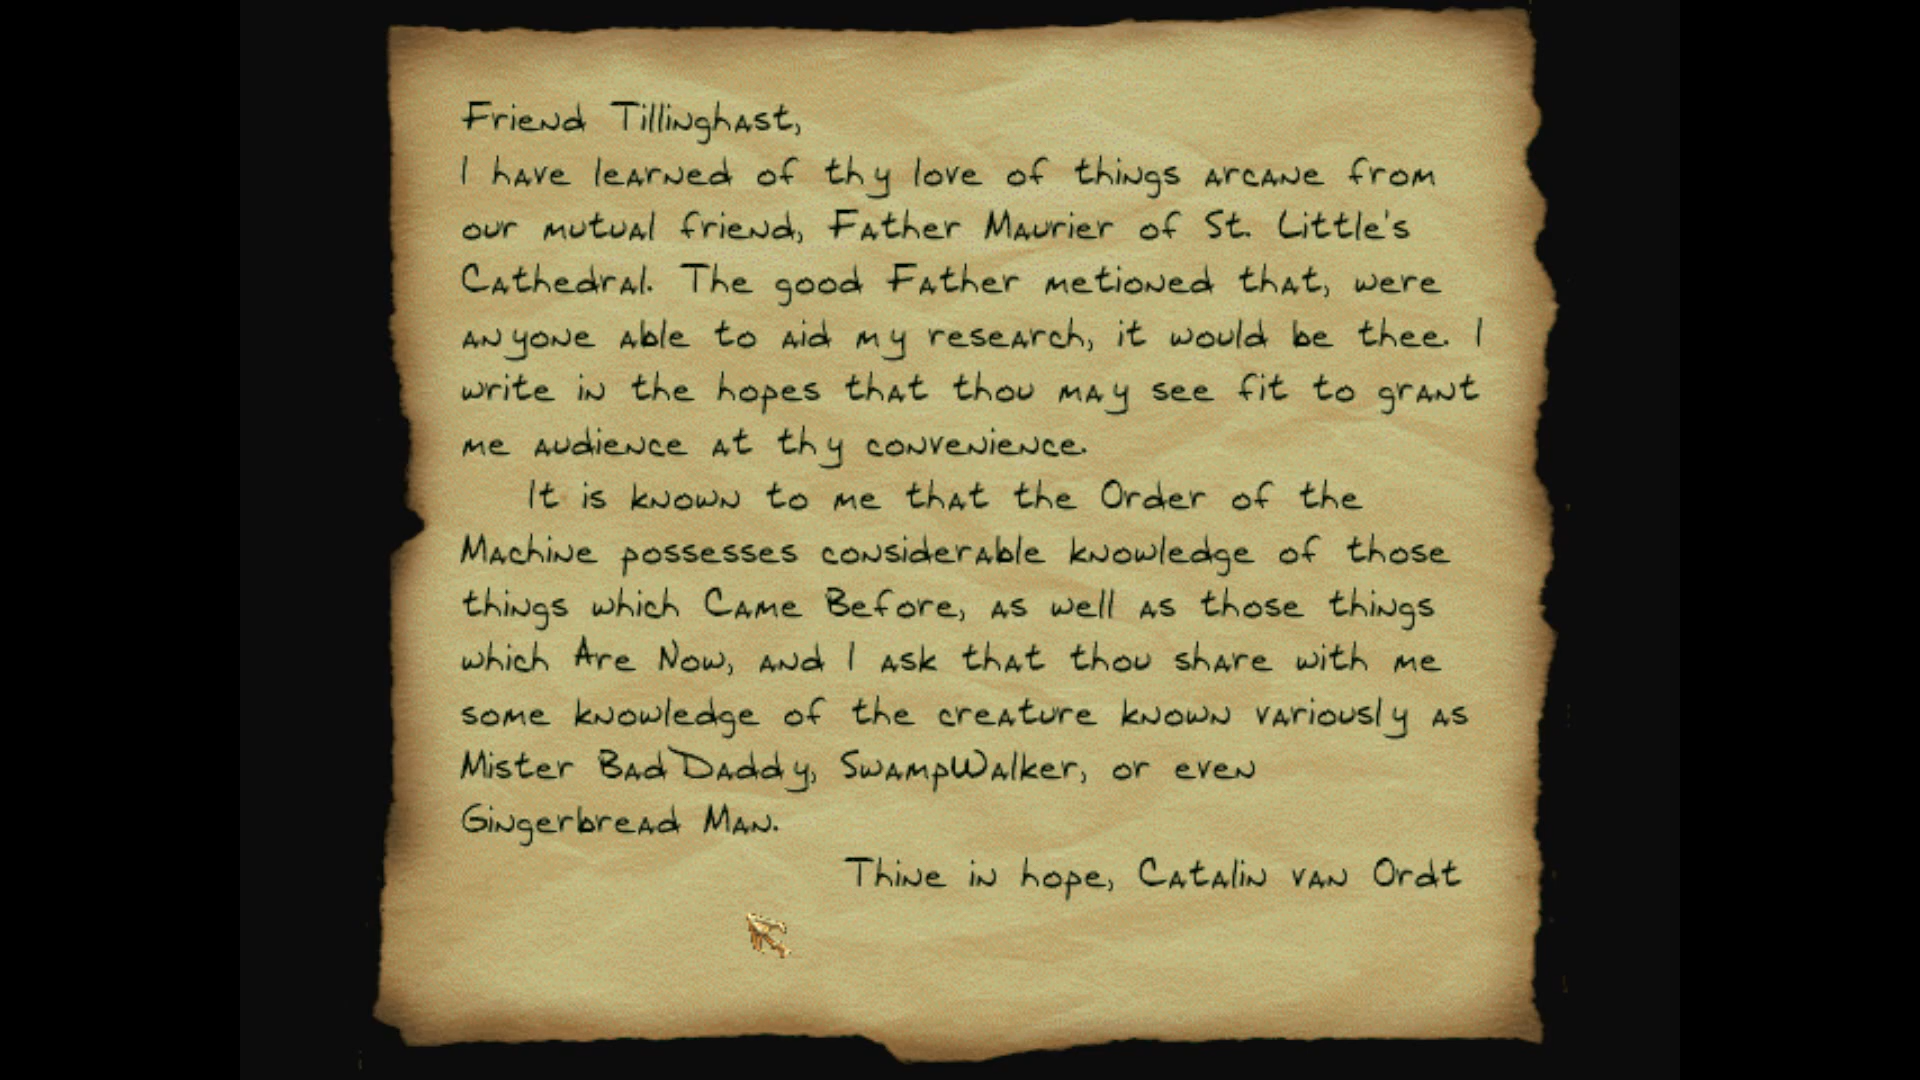 Friend Tillinghast,
I have learned of thy love of things arcane from
our mutual friend, Father Maurier of St. Little's
Cathedral. The good Father metioned that, were
anyone able to aid my research, it would be thee. I
write in the hopes that thou may see fit to grant
me audience at thy convenience.
It is known to me that the Order of the
Machine possesses considerable knowledge of those
things which Came Before, as well as those things
which Are Now, and I ask that thou share with me
some knowledge of the creature known variously as
Mister BadDaddy, SwampWalker, or even
Gingerbread Man.
Thine in hope, Catalin van Ordt